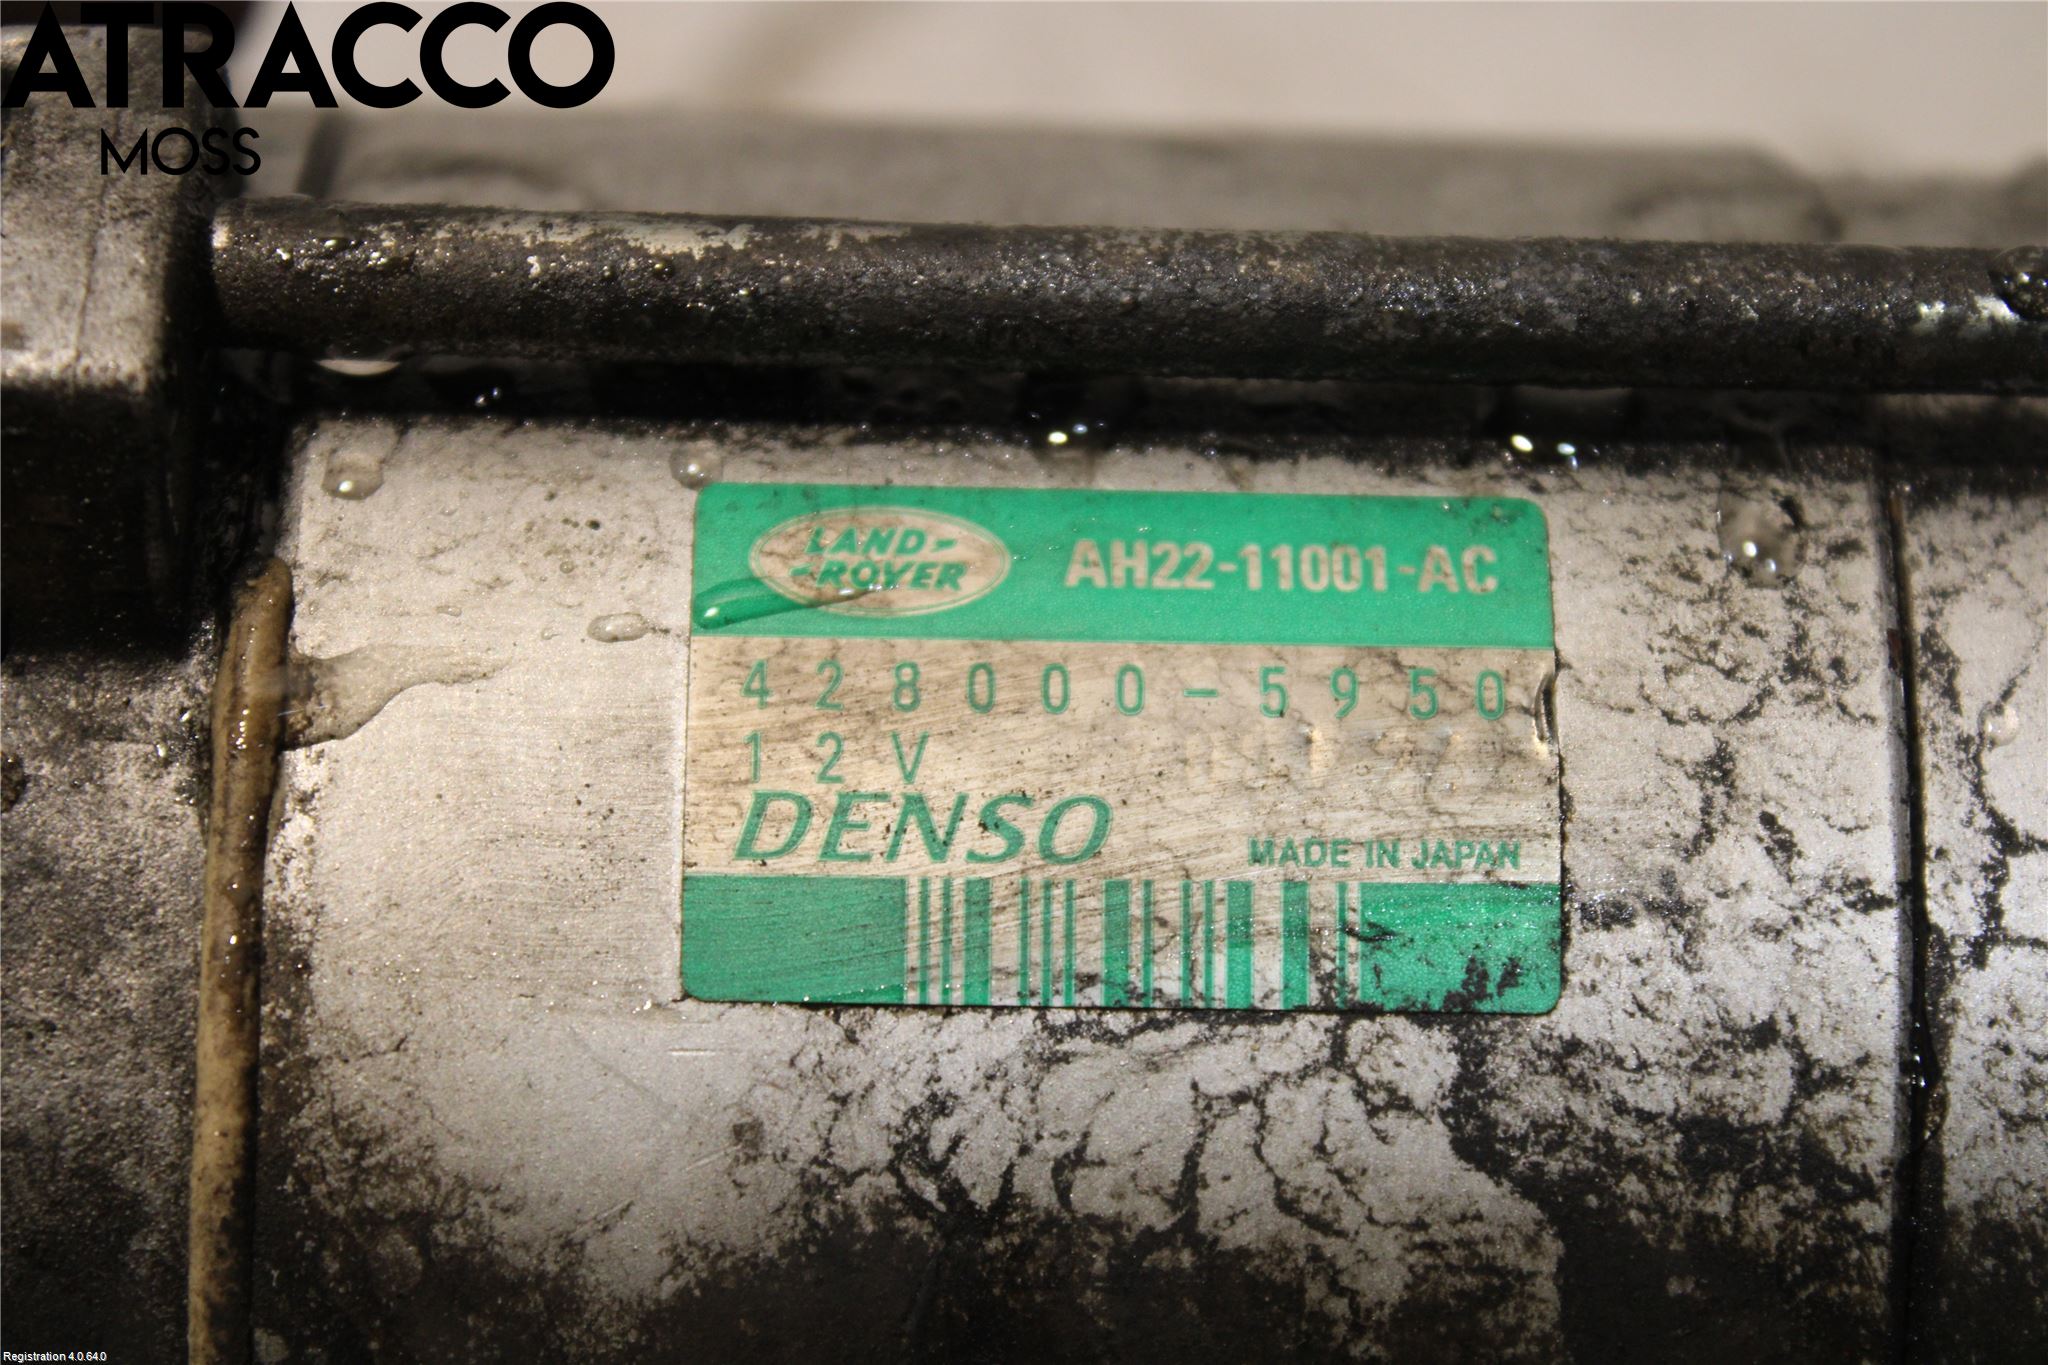 ATRACCO
MOSS
LAND-
-ROVER
AH22-11001-AC
428000-5950
12V
DENSO
MADE IN JAPAN
Registration 4.0.64.0